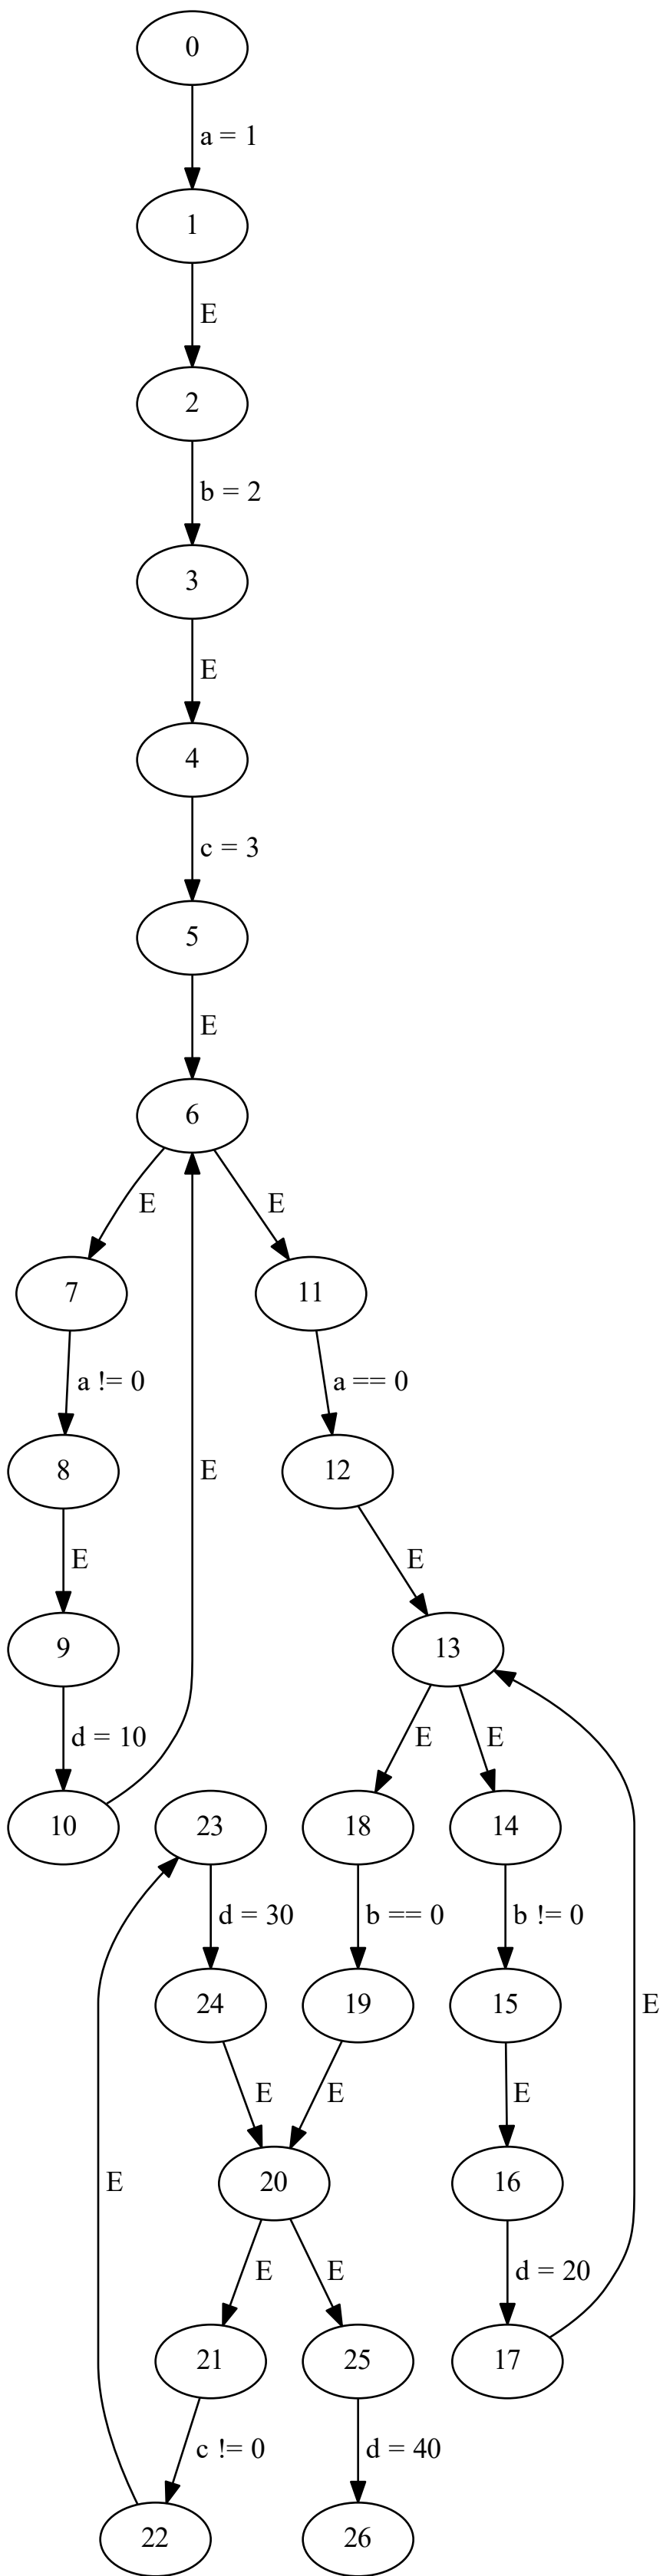 0
a = 1
1
E
2
b = 2
3
E
4
c = 3
5
E
6
E
E
7
11
a != 0
a == 0
8
12
E
E
E
9
13
d = 10
E
E
10
23
18
14
d = 30
b == 0
b != 0
24
19
15
E
E
E
E
20
16
E
E
E
d = 20
21
25
17
c != 0
d = 40
22
26